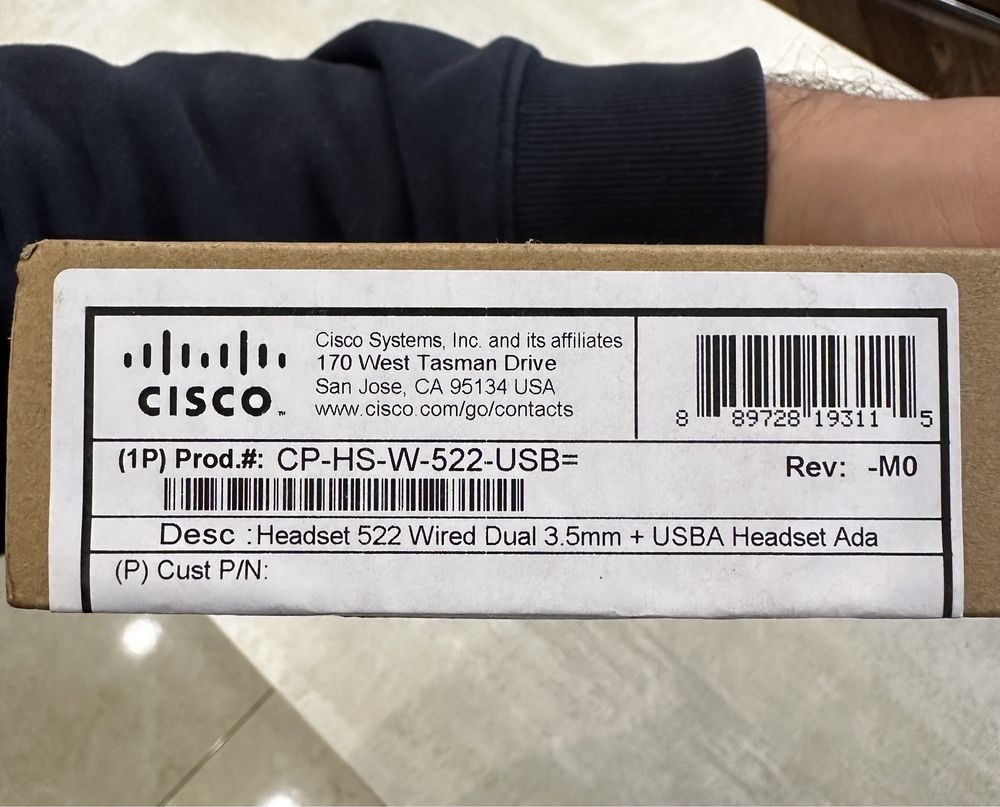 CISCO™
Cisco Systems, Inc. and its affiliates
170 West Tasman Drive
San Jose, CA 95134 USA
www.cisco.com/go/contacts
8 89728 19311 5
(1P) Prod.#: CP-HS-W-522-USB=
Rev: -M0
Desc :Headset 522 Wired Dual 3.5mm + USBA Headset Ada
(P) Cust P/N: